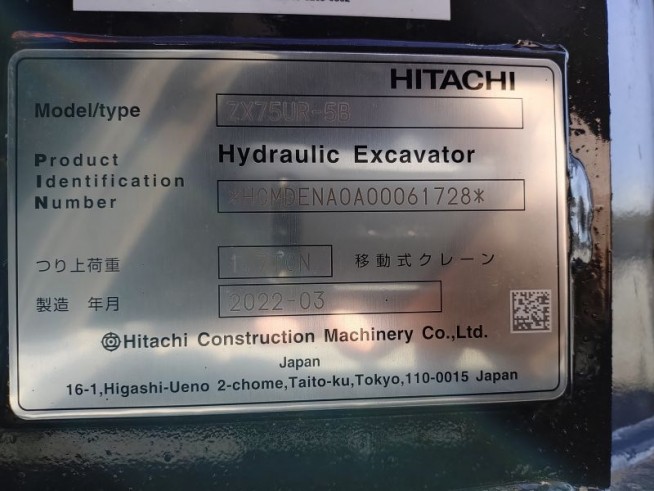 HITACHI
Model/type ZX75UR-5B
Product Hydraulic Excavator
Identification
Number *HCMDENA0A00061728*
つり上荷重 移動式クレーン
製造 年月 2022-03
Hitachi Construction Machinery Co.,Ltd.
Japan
16-1,Higashi-Ueno 2-chome,Taito-ku,Tokyo,110-0015 Japan